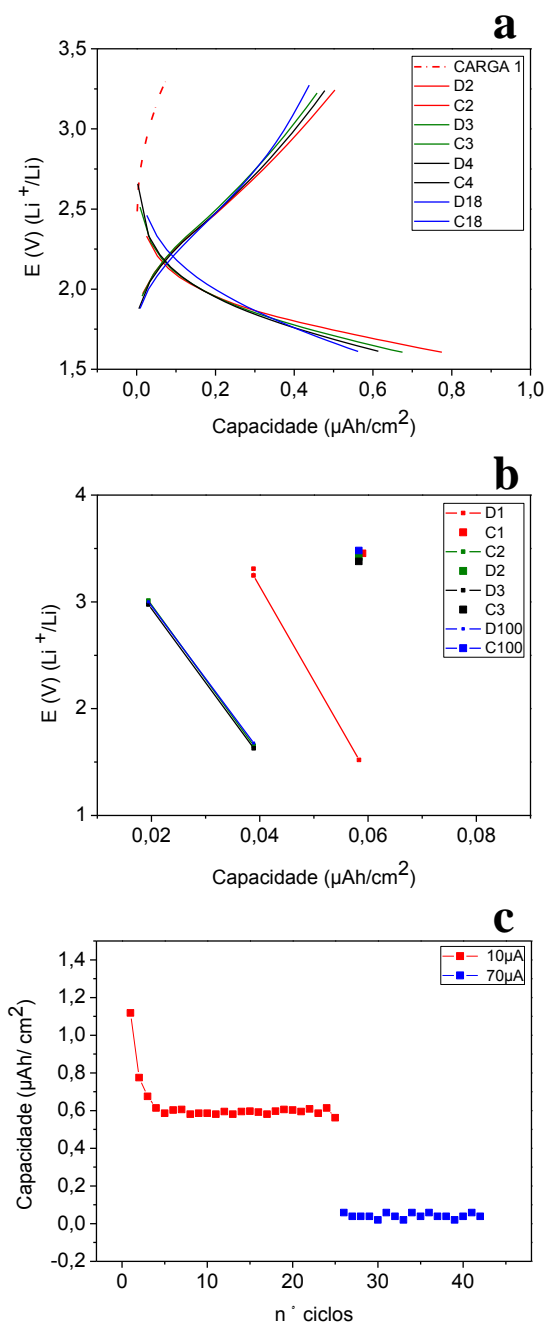 a
3,5
3,0
2,5
2,0
1,5
E (V) (Li +/Li)
CARGA 1
D2
C2
D3
C3
D4
C4
D18
C18
0,0 0,2 0,4 0,6 0,8 1,0
Capacidade (µAh/cm2)
b
4
3
2
1
E (V) (Li +/Li)
D1
C1
C2
D2
D3
C3
D100
C100
0,02 0,04 0,06 0,08
Capacidade (µAh/cm2)
c
1,4
1,2
1,0
0,8
0,6
0,4
0,2
0,0
-0,2
Capacidade (µAh/ cm2)
10µA
70µA
0 10 20 30 40
n ° ciclos